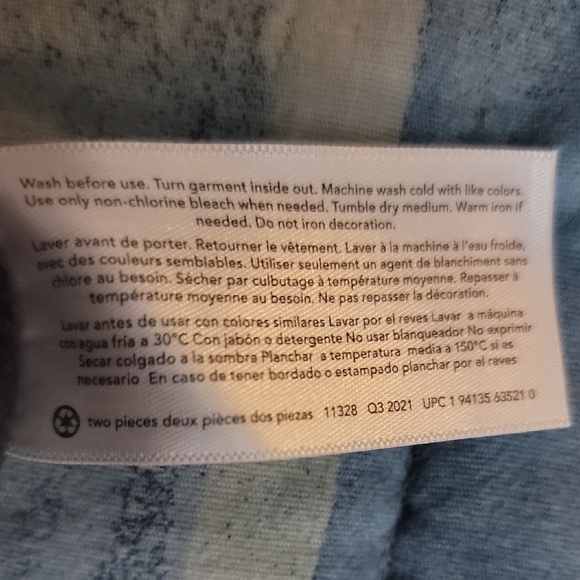 Wash before use. Turn garment inside out. Machine wash cold with like colors.
Use only non-chlorine bleach when needed. Tumble dry medium. Warm iron if
needed. Do not iron decoration.
Laver avant de porter. Retourner le vêtement. Laver à la machine à l'eau froide,
avec des couleurs semblables. Utiliser seulement un agent de blanchiment sans
chlore au besoin. Sécher par culbutage à température moyenne. Repasser à
température moyenne au besoin. Ne pas repasser la décoration.
Lavar antes de usar con colores similares Lavar por el reves Lavar a máquina
con agua fría a 30°C Con jabón o detergente No usar blanqueador No exprimir
Secar colgado a la sombra Planchar a temperatura media a 150°C si es
necesario En caso de tener bordado o estampado planchar por el reves
two pieces deux pièces dos piezas 11328 Q3 2021 UPC 1 94135 63521 0